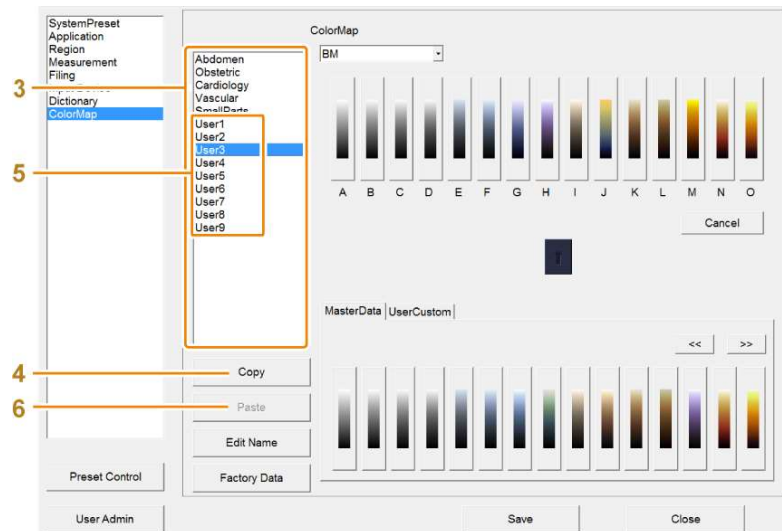 SystemPreset
Application
Region
Measurement
Filing
Dictionary
ColorMap
Preset Control
User Admin
3
5
4
6
Abdomen
Obstetric
Cardiology
Vascular
SmallParts
User1
User2
User3
User4
User5
User6
User7
User8
User9
Copy
Paste
Edit Name
Factory Data
ColorMap
BM
A B C D E F G H I J K L M N O
Cancel
MasterData UserCustom
<< >>
Save Close